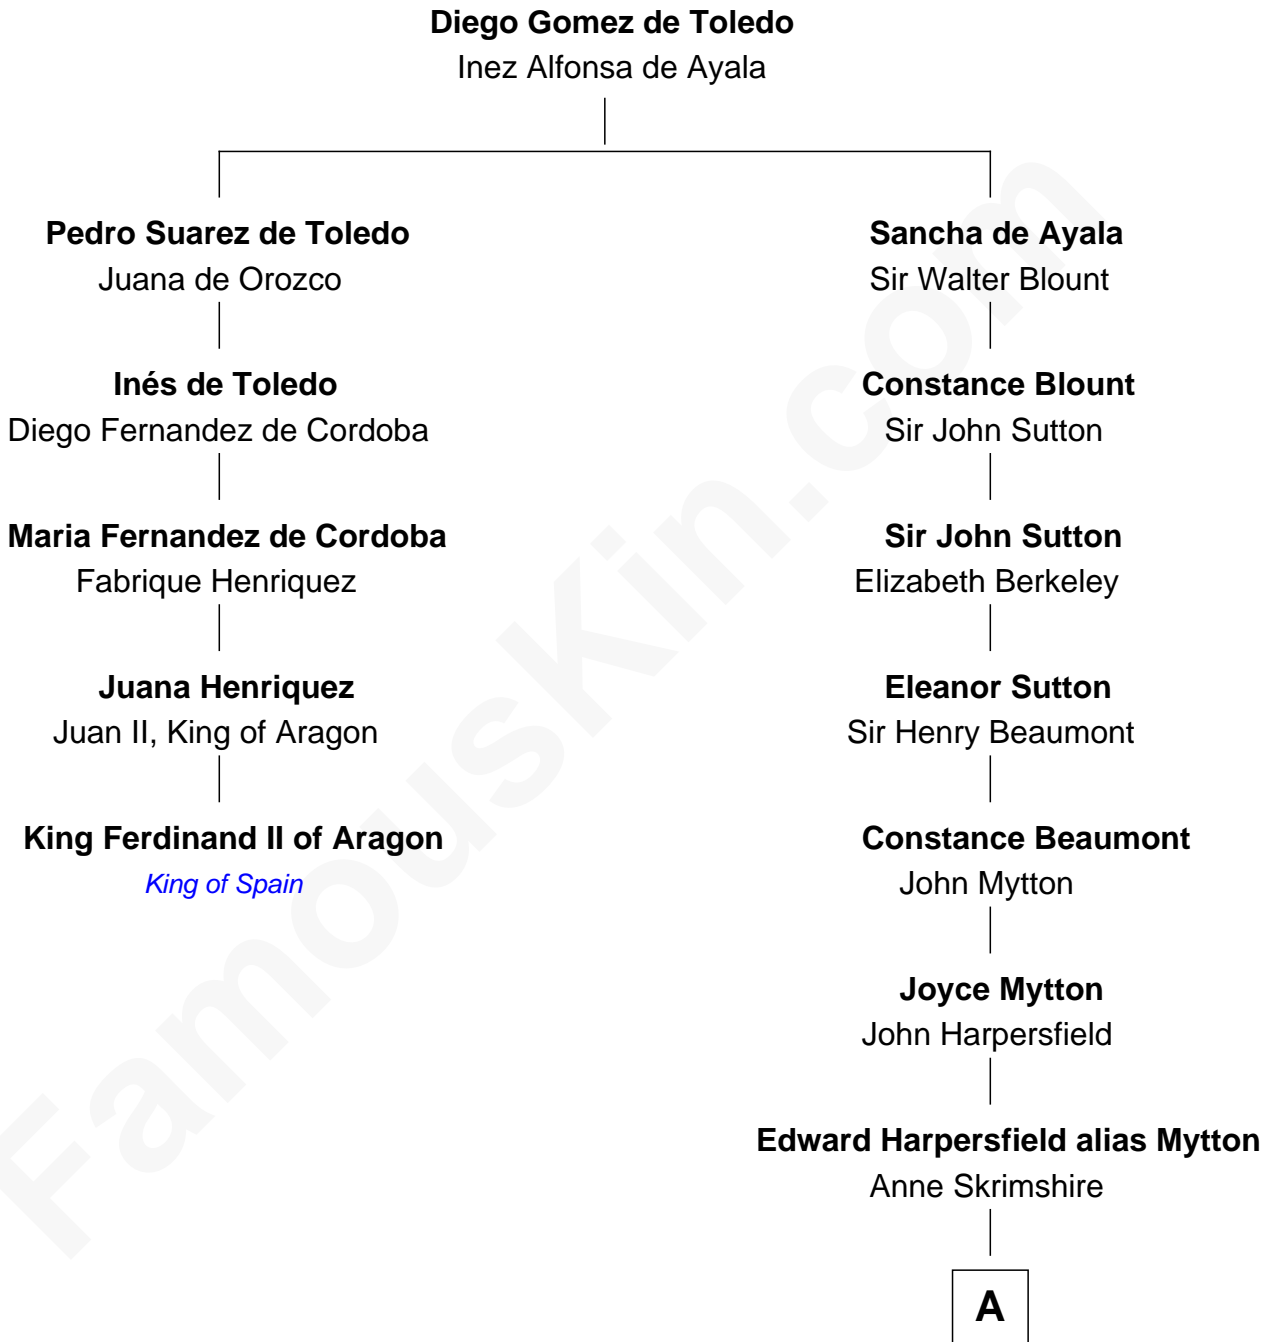 Diego Gomez de Toledo
Inez Alfonsa de Ayala
Pedro Suarez de Toledo
Juana de Orozco
Inés de Toledo
Diego Fernandez de Cordoba
Maria Fernandez de Cordoba
Fabrique Henriquez
Juana Henriquez
Juan II, King of Aragon
King Ferdinand II of Aragon
King of Spain
Sancha de Ayala
Sir Walter Blount
Constance Blount
Sir John Sutton
Sir John Sutton
Elizabeth Berkeley
Eleanor Sutton
Sir Henry Beaumont
Constance Beaumont
John Mytton
Joyce Mytton
John Harpersfield
Edward Harpersfield alias Mytton
Anne Skrimshire
A
FamousKin.com